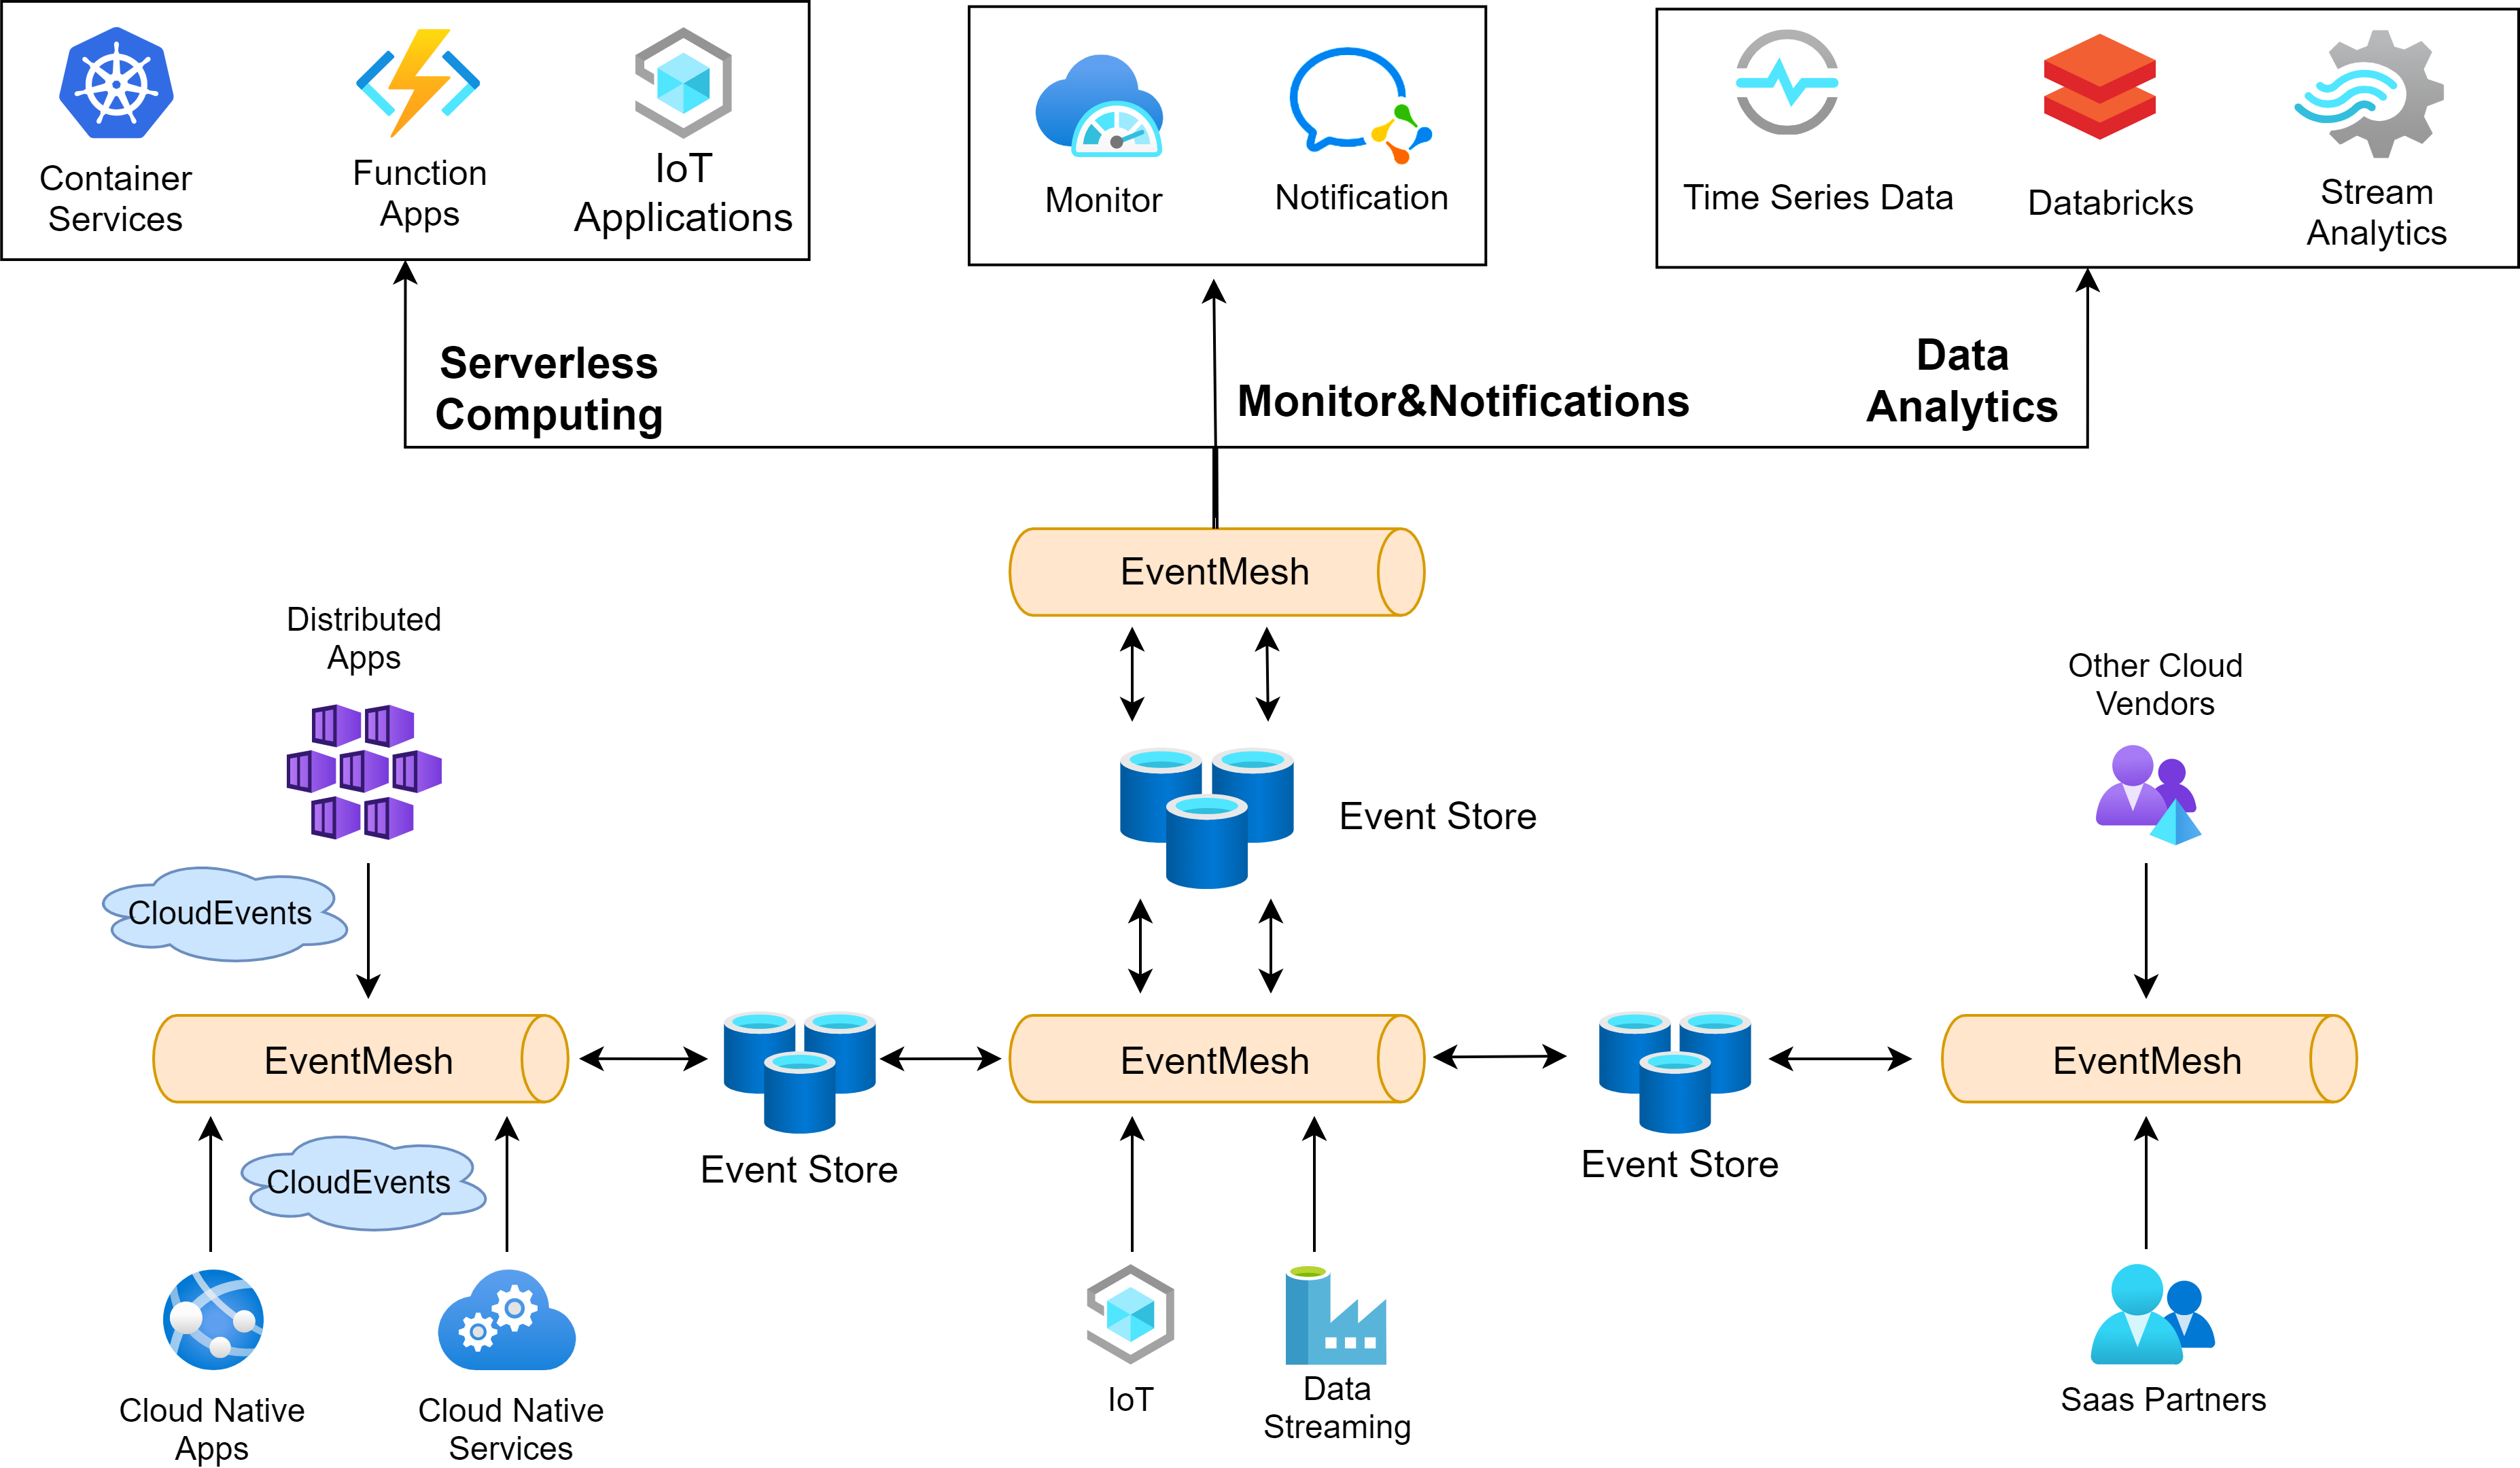 Container
Services
Function
Apps
IoT
Applications
Monitor
Notification
Time Series Data
Databricks
Stream
Analytics
Serverless
Computing
Monitor&Notifications
Data
Analytics
EventMesh
Distributed
Apps
Other Cloud
Vendors
Event Store
CloudEvents
EventMesh
EventMesh
EventMesh
Event Store
Event Store
CloudEvents
Cloud Native
Apps
Cloud Native
Services
IoT
Data
Streaming
Saas Partners